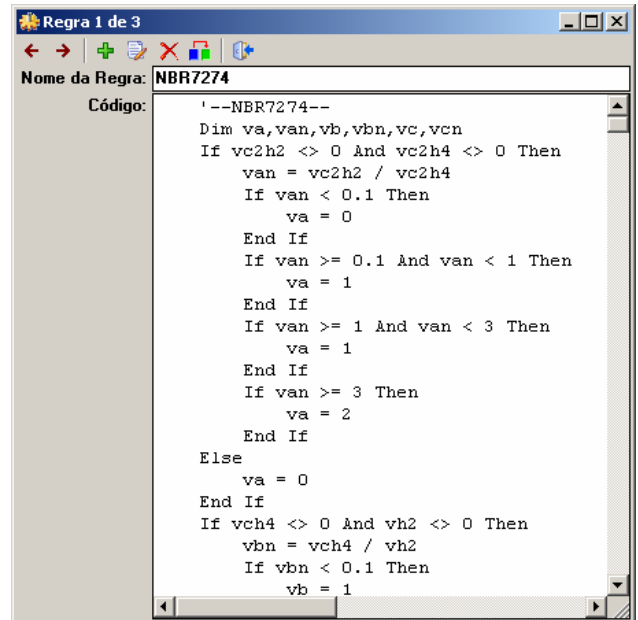 Regra 1 de 3
Nome da Regra: NBR7274
Código:
'--NBR7274--
Dim va,van,vb,vbn,vc,vcn
If vc2h2 <> 0 And vc2h4 <> 0 Then
van = vc2h2 / vc2h4
If van < 0.1 Then
va = 0
End If
If van >= 0.1 And van < 1 Then
va = 1
End If
If van >= 1 And van < 3 Then
va = 1
End If
If van >= 3 Then
va = 2
End If
Else
va = 0
End If
If vch4 <> 0 And vh2 <> 0 Then
vbn = vch4 / vh2
If vbn < 0.1 Then
vb = 1